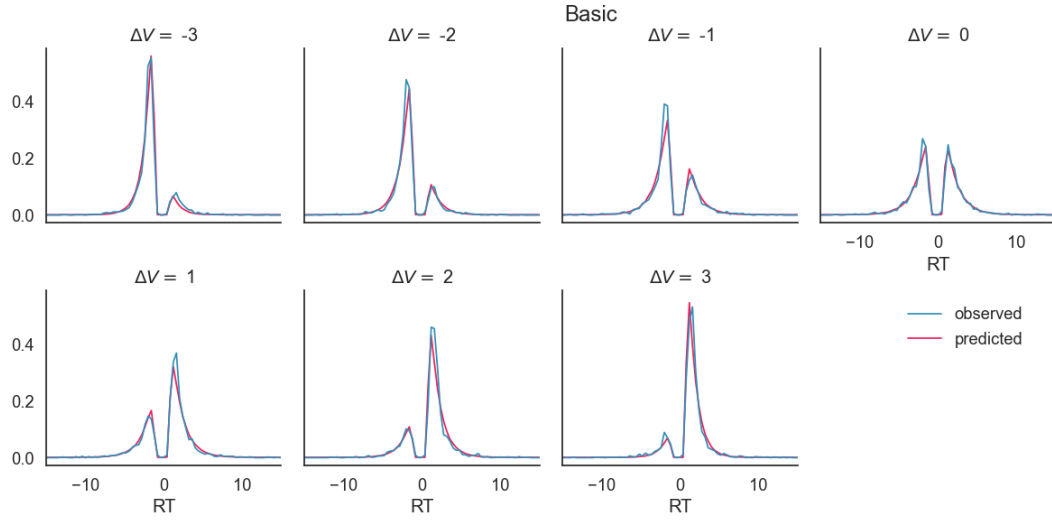 Basic
ΔV = -3
ΔV = -2
ΔV = -1
ΔV = 0
0.4
0.2
0.0
−10 0 10
RT
ΔV = 1
ΔV = 2
ΔV = 3
observed
predicted
0.4
0.2
0.0
−10 0 10
−10 0 10
−10 0 10
RT
RT
RT